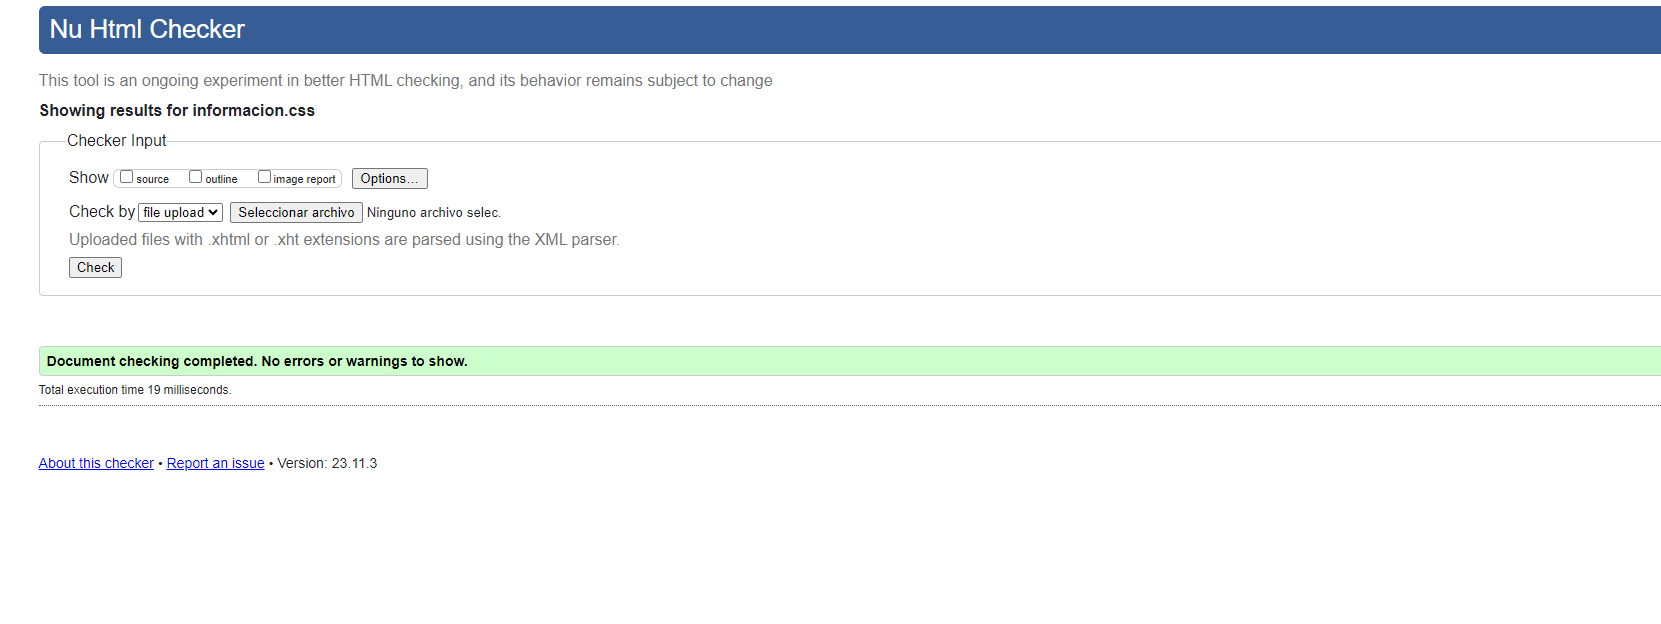 Nu Html Checker
This tool is an ongoing experiment in better HTML checking, and its behavior remains subject to change
Showing results for informacion.css
Checker Input
Show source outline image report Options...
Check by file upload Seleccionar archivo Ninguno archivo selec.
Uploaded files with .xhtml or .xht extensions are parsed using the XML parser.
Check
Document checking completed. No errors or warnings to show.
Total execution time 19 milliseconds.
About this checker • Report an issue • Version: 23.11.3